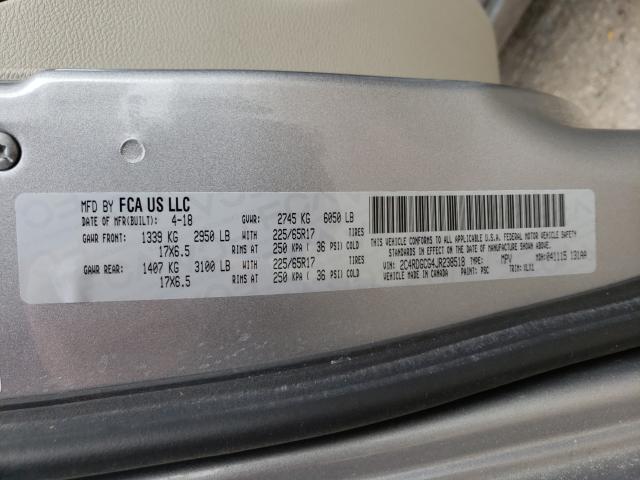 MFD BY FCA US LLC
DATE OF MFR(BUILT): 4-18 GVWR: 2745 KG 6050 LB
GAWR FRONT: 1339 KG 2950 LB WITH 225/65R17 TIRES
17X6.5 RIMS AT 250 KPA ( 36 PSI) COLD
GAWR REAR: 1407 KG 3100 LB WITH 225/65R17 TIRES
17X6.5 RIMS AT 250 KPA ( 36 PSI) COLD
THIS VEHICLE CONFORMS TO ALL APPLICABLE U.S.A. FEDERAL MOTOR VEHICLE SAFETY
STANDARDS IN EFFECT ON THE DATE OF MANUFACTURE SHOWN ABOVE.
VIN: 2C4RDGCG4JR238518 TYPE: MPV MDH: 041115 131AA
VEHICLE MADE IN CANADA PAINT: PSC TRIM: XLX1